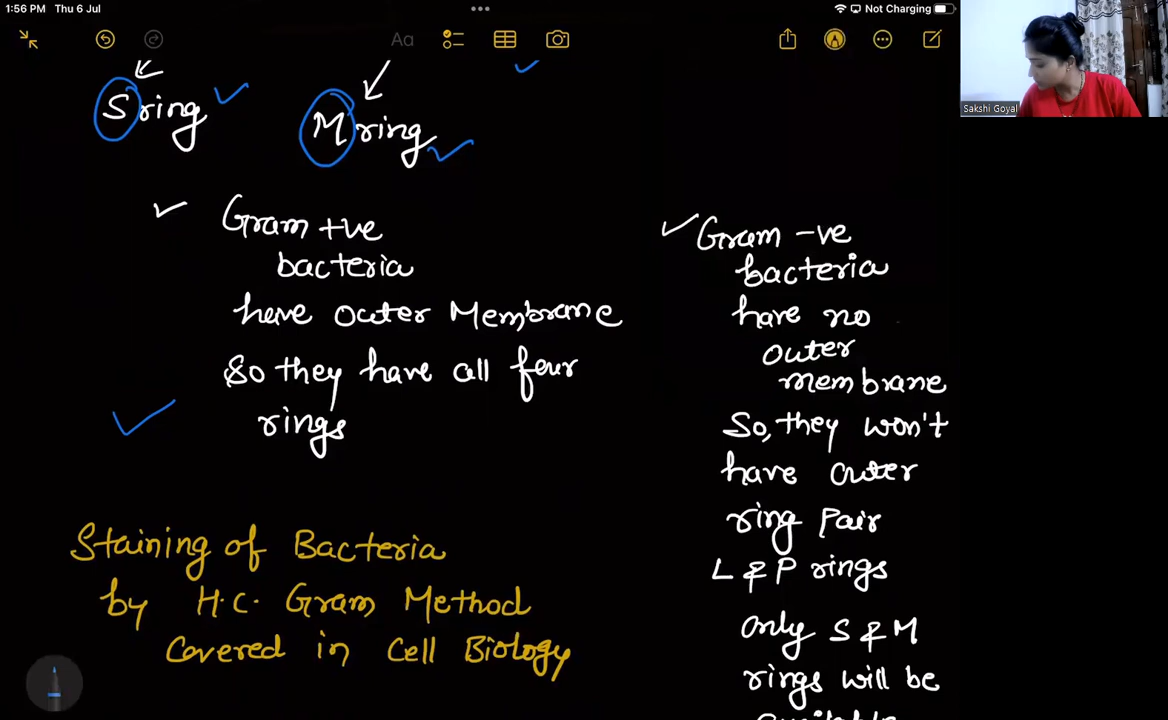 1:56 PM Thu 6 Jul
Not Charging
Aa
Sakshi Goyal
S ring
M ring
Gram +ve
bacteria
have outer Membrane
So they have all four
rings
Staining of Bacteria
by H.C. Gram Method
Covered in Cell Biology
Gram -ve
bacteria
have no
outer
membrane
So, they won't
have outer
ring Pair
L & P rings
only S & M
rings will be
available